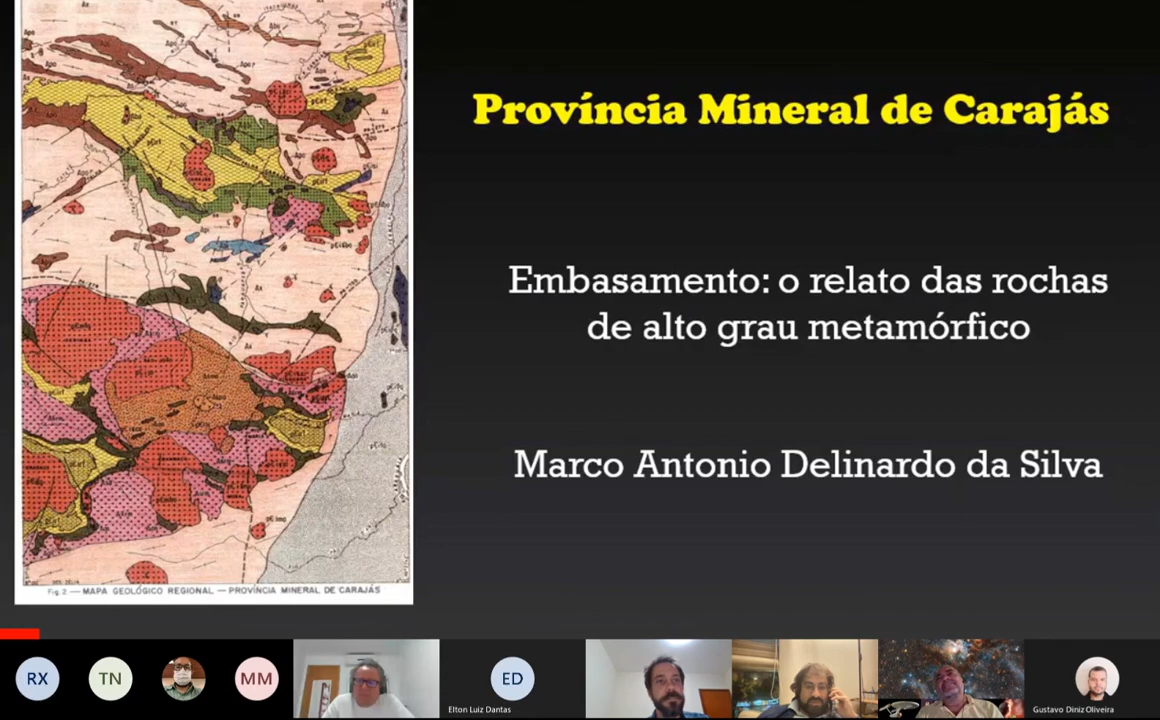 Província Mineral de Carajás
Embasamento: o relato das rochas
de alto grau metamórfico
Marco Antonio Delinardo da Silva
Fig. 2 — MAPA GEOLÓGICO REGIONAL — PROVÍNCIA MINERAL DE CARAJÁS
RX
TN
MM
ED
Elton Luiz Dantas
Gustavo Diniz Oliveira